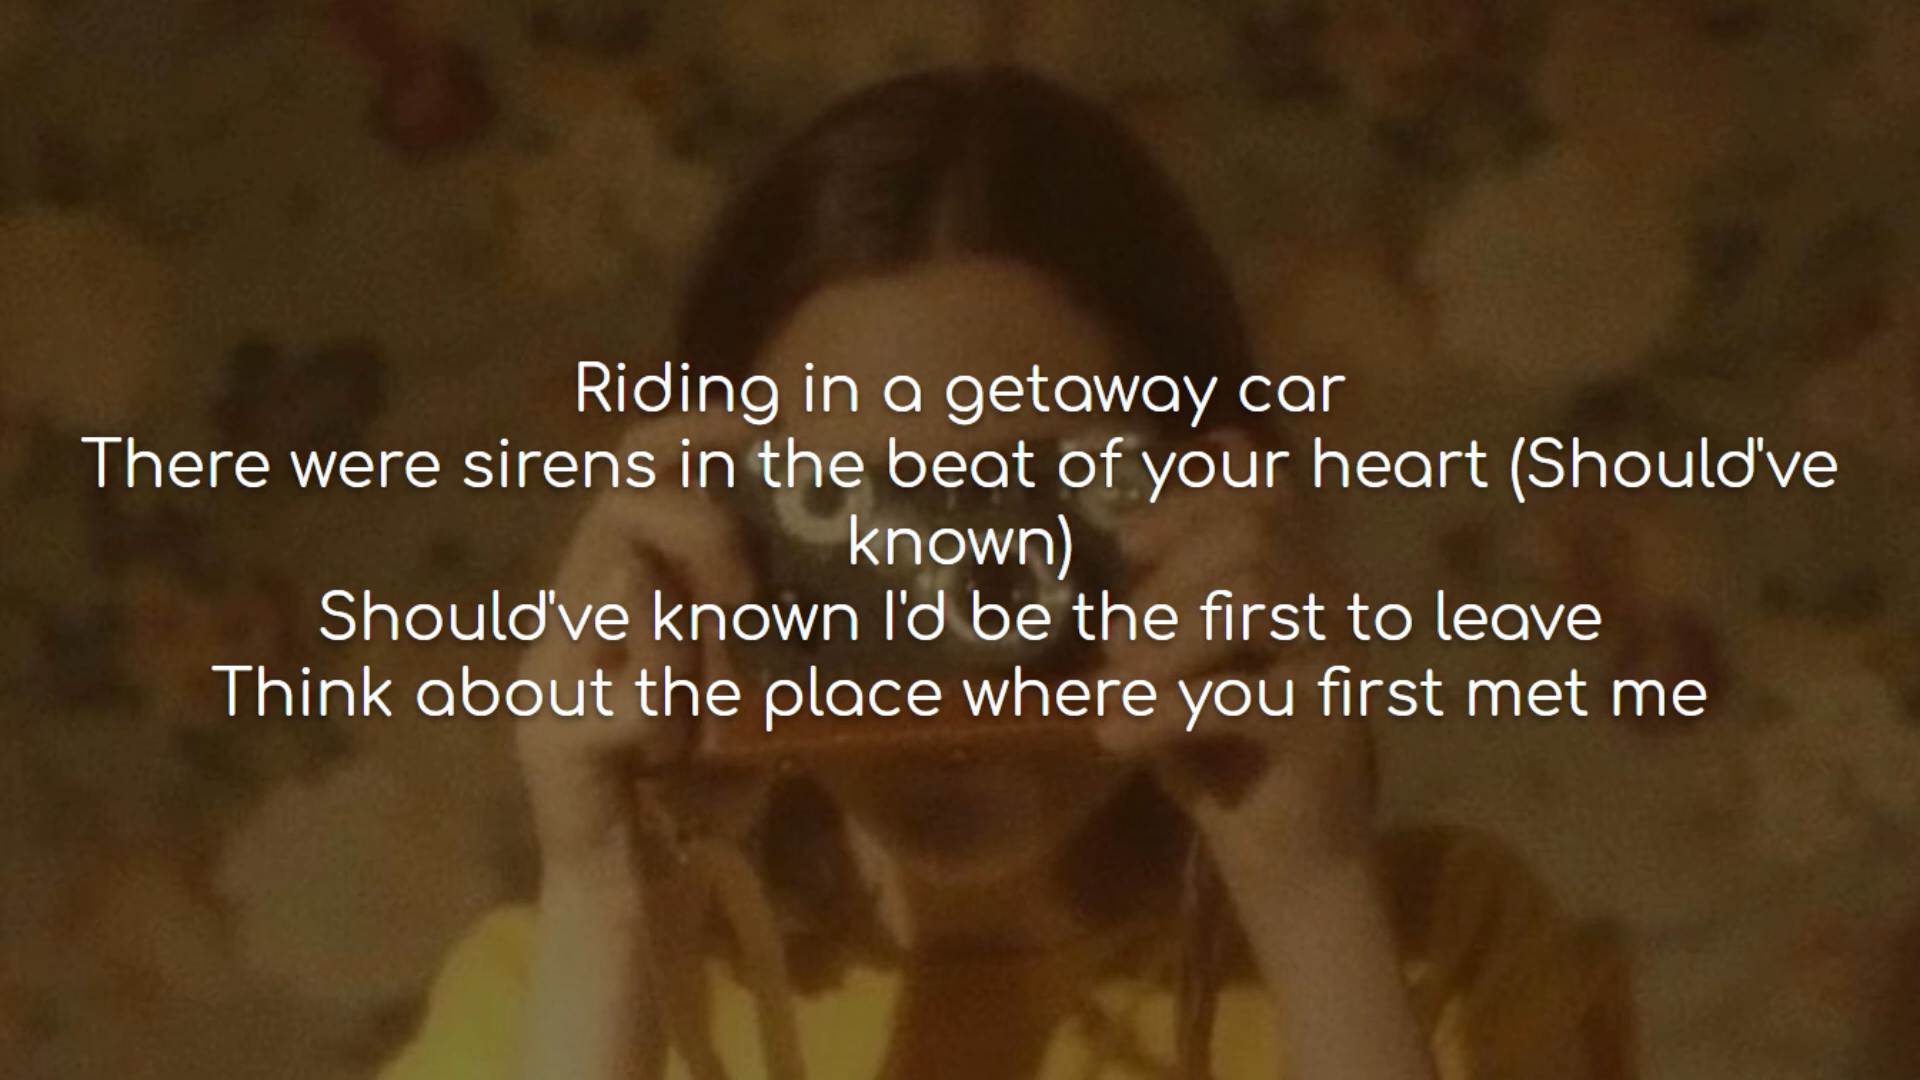 Riding in a getaway car
There were sirens in the beat of your heart (Should've
known)
Should've known I'd be the first to leave
Think about the place where you first met me